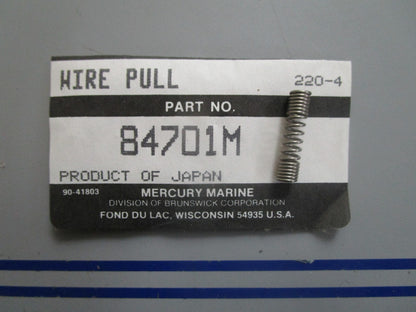 WIRE PULL 220-4
PART NO.
84701M
PRODUCT OF JAPAN
90-41803 MERCURY MARINE
DIVISION OF BRUNSWICK CORPORATION
FOND DU LAC, WISCONSIN 54935 U.S.A.